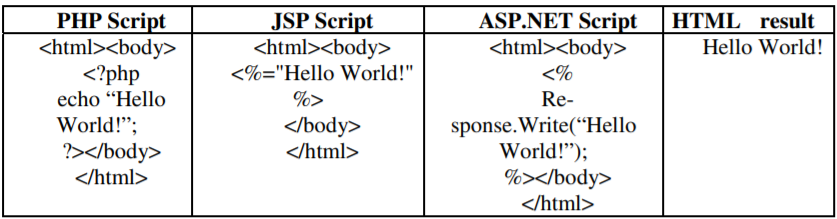 PHP Script
JSP Script
ASP.NET Script
HTML result
<html><body>
<?php
echo “Hello
World!”;
?></body>
</html>
<html><body>
<%="Hello World!"
%>
</body>
</html>
<html><body>
<%
Re-
sponse.Write(“Hello
World!”);
%></body>
</html>
Hello World!